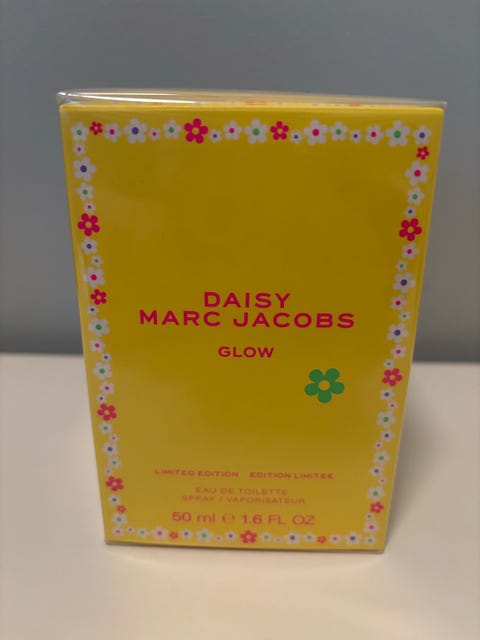 DAISY
MARC JACOBS
GLOW
LIMITED EDITION EDITION LIMITEE
EAU DE TOILETTE
SPRAY / VAPORISATEUR
50 ml ℮ 1.6 FL OZ